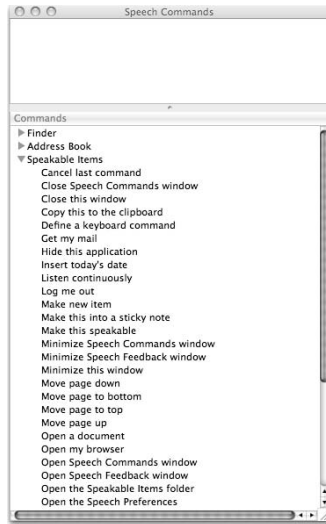 Speech Commands
Commands
Finder
Address Book
Speakable Items
Cancel last command
Close Speech Commands window
Close this window
Copy this to the clipboard
Define a keyboard command
Get my mail
Hide this application
Insert today's date
Listen continuously
Log me out
Make new item
Make this into a sticky note
Make this speakable
Minimize Speech Commands window
Minimize Speech Feedback window
Minimize this window
Move page down
Move page to bottom
Move page to top
Move page up
Open a document
Open my browser
Open Speech Commands window
Open Speech Feedback window
Open the Speakable Items folder
Open the Speech Preferences